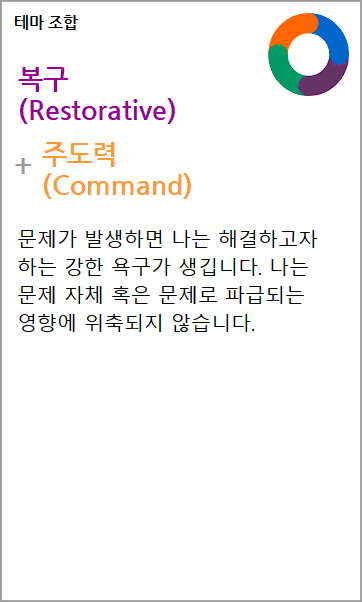 테마 조합
복구
(Restorative)
+ 주도력
(Command)
문제가 발생하면 나는 해결하고자
하는 강한 욕구가 생깁니다. 나는
문제 자체 혹은 문제로 파급되는
영향에 위축되지 않습니다.